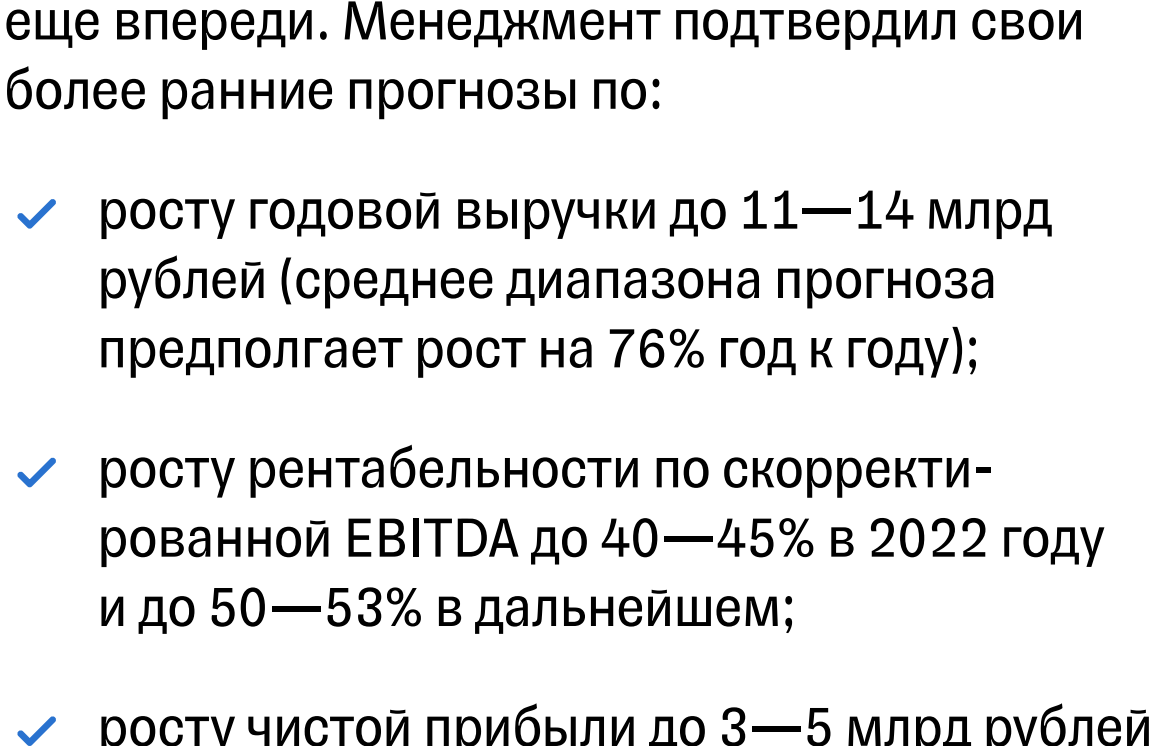 еще впереди. Менеджмент подтвердил свои
более ранние прогнозы по:
росту годовой выручки до 11—14 млрд
рублей (среднее диапазона прогноза
предполгает рост на 76% год к году);
росту рентабельности по скорректи-
рованной EBITDA до 40—45% в 2022 году
и до 50—53% в дальнейшем;
росту чистой прибыли до 3—5 млрд рублей